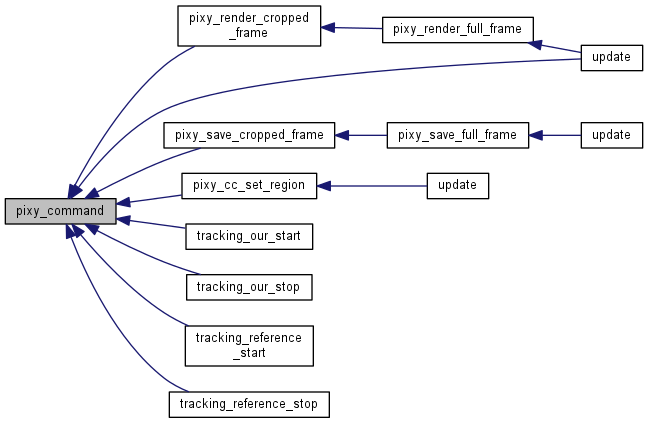 pixy_render_cropped
_frame
pixy_render_full_frame
update
pixy_save_cropped_frame
pixy_save_full_frame
update
pixy_cc_set_region
update
pixy_command
tracking_our_start
tracking_our_stop
tracking_reference
_start
tracking_reference_stop